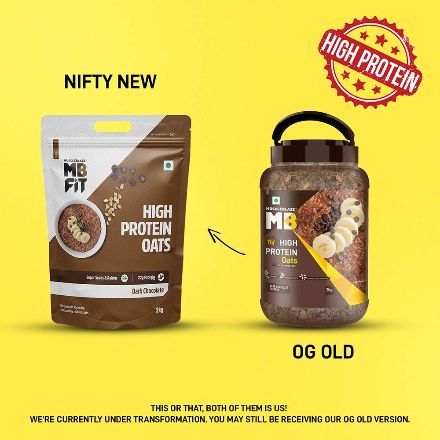 NIFTY NEW
HIGH PROTEIN
MUSCLEBLAZE
MB
FIT
HIGH
PROTEIN
OATS
Dark Chocolate
2kg
MUSCLEBLAZE
MB
HIGH
PROTEIN
Oats
OG OLD
THIS OR THAT, BOTH OF THEM IS US!
WE'RE CURRENTLY UNDER TRANSFORMATION. YOU MAY STILL BE RECEIVING OUR OG OLD VERSION.